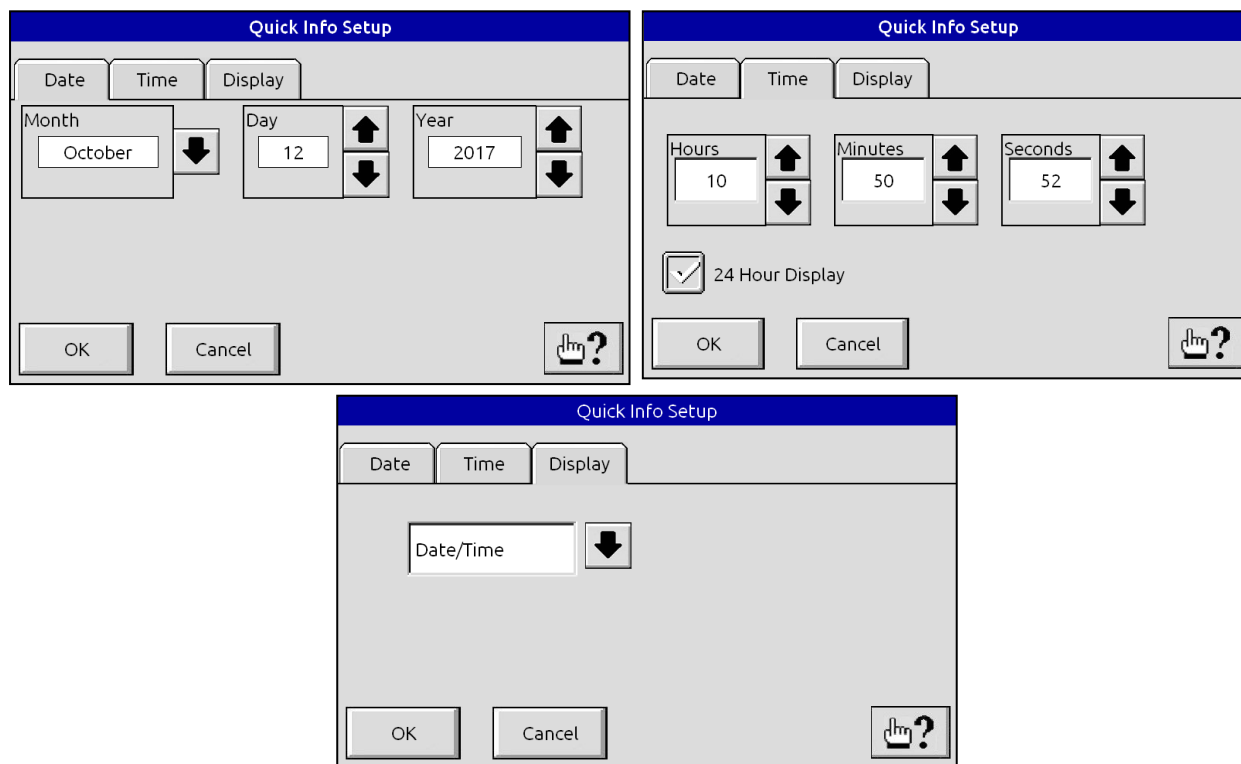 Quick Info Setup
Date Time Display
Month Day Year
October 12 2017
OK Cancel ?
Quick Info Setup
Date Time Display
Hours Minutes Seconds
10 50 52
24 Hour Display
OK Cancel ?
Quick Info Setup
Date Time Display
Date/Time
OK Cancel ?